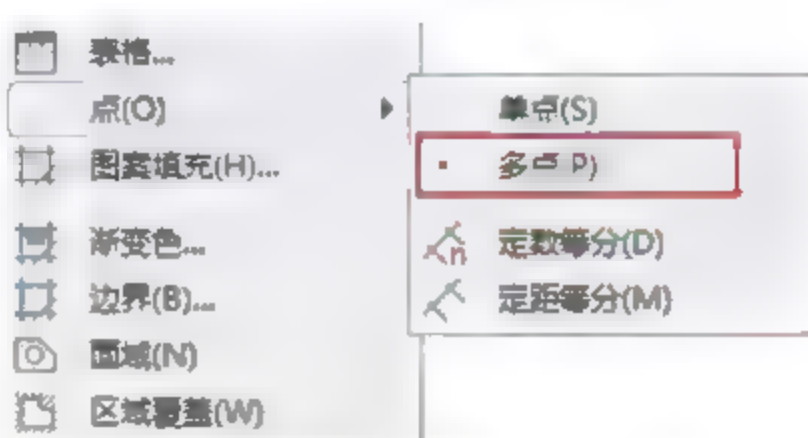 表格...
点(O)
图案填充(H)...
渐变色...
边界(B)...
面域(N)
区域覆盖(W)
单点(S)
多点(P)
定数等分(D)
定距等分(M)